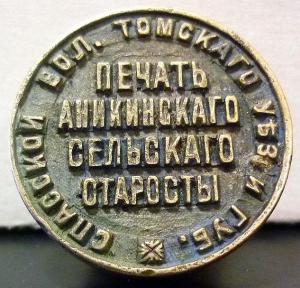 ПЕЧАТЬ
АНИКИНСКАГО
СЕЛЬСКАГО
СТАРОСТЫ
СПАССКОЙ ВОЛ. ТОМСКАГО УѢЗ. И ГУБ.